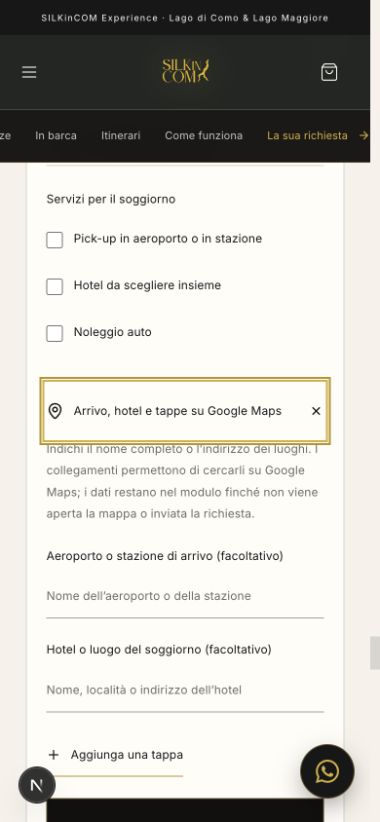 SILKinCOM Experience · Lago di Como & Lago Maggiore
SILKin
COM
ze In barca Itinerari Come funziona La sua richiesta →
Servizi per il soggiorno
Pick-up in aeroporto o in stazione
Hotel da scegliere insieme
Noleggio auto
Arrivo, hotel e tappe su Google Maps ×
Indichi il nome completo o l'indirizzo dei luoghi. I
collegamenti permettono di cercarli su Google
Maps; i dati restano nel modulo finché non viene
aperta la mappa o inviata la richiesta.
Aeroporto o stazione di arrivo (facoltativo)
Nome dell'aeroporto o della stazione
Hotel o luogo del soggiorno (facoltativo)
Nome, località o indirizzo dell'hotel
+ Aggiunga una tappa
N